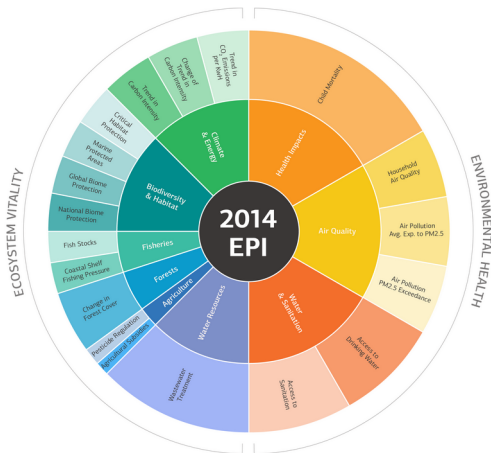 2014
EPI
ENVIRONMENTAL HEALTH
Health Impacts
Child Mortality
Air Quality
Household
Air Quality
Air Pollution
Avg. Exp. to PM2.5
Air Pollution
PM2.5 Exceedance
Water
& Sanitation
Access to
Drinking Water
Access to
Sanitation
ECOSYSTEM VITALITY
Water Resources
Wastewater
Treatment
Agriculture
Agricultural Subsidies
Pesticide Regulation
Forests
Change in
Forest Cover
Fisheries
Coastal Shelf
Fishing Pressure
Fish Stocks
Biodiversity
& Habitat
National Biome
Protection
Global Biome
Protection
Marine
Protected
Areas
Critical
Habitat
Protection
Climate
& Energy
Trend in
Carbon Intensity
Change of
Trend in
Carbon Intensity
Trend in
CO₂ Emissions
per KwH